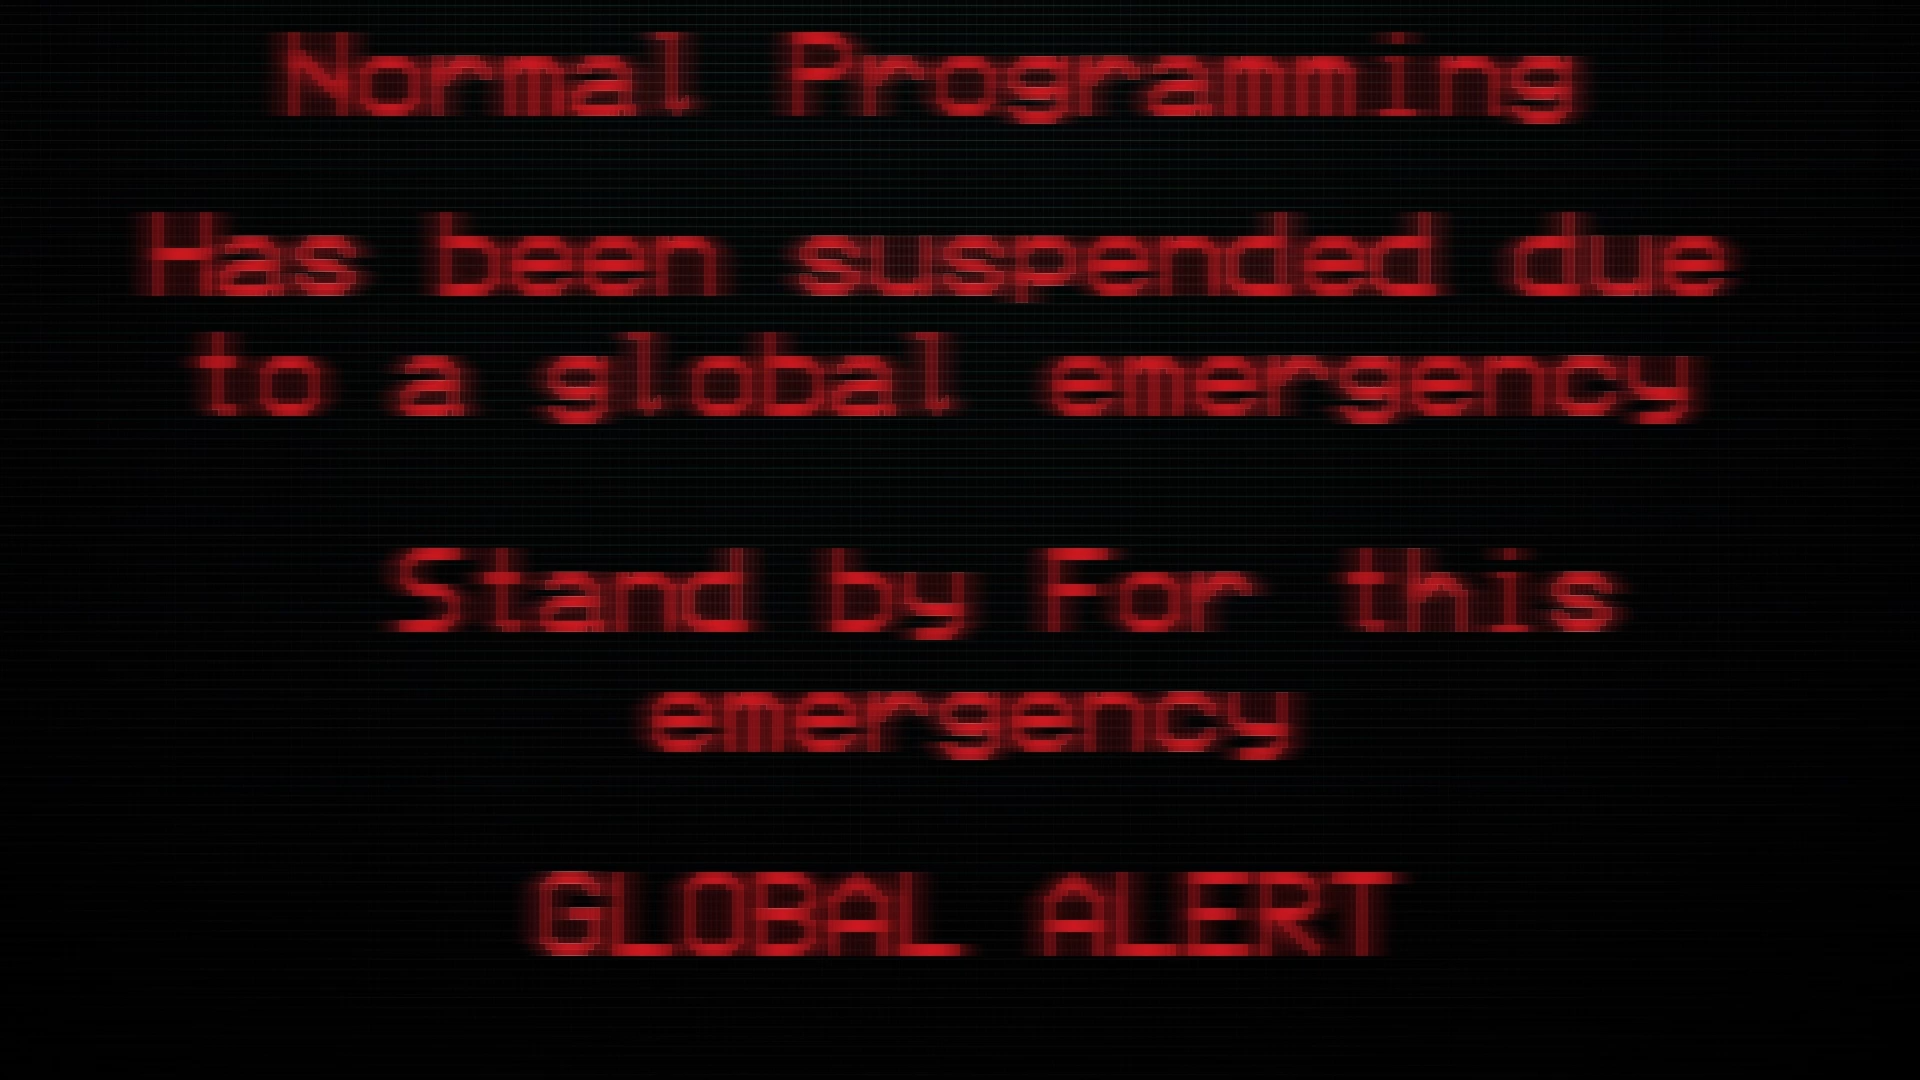 Normal Programming
Has been suspended due
to a global emergency
Stand by For this
emergency
GLOBAL ALERT